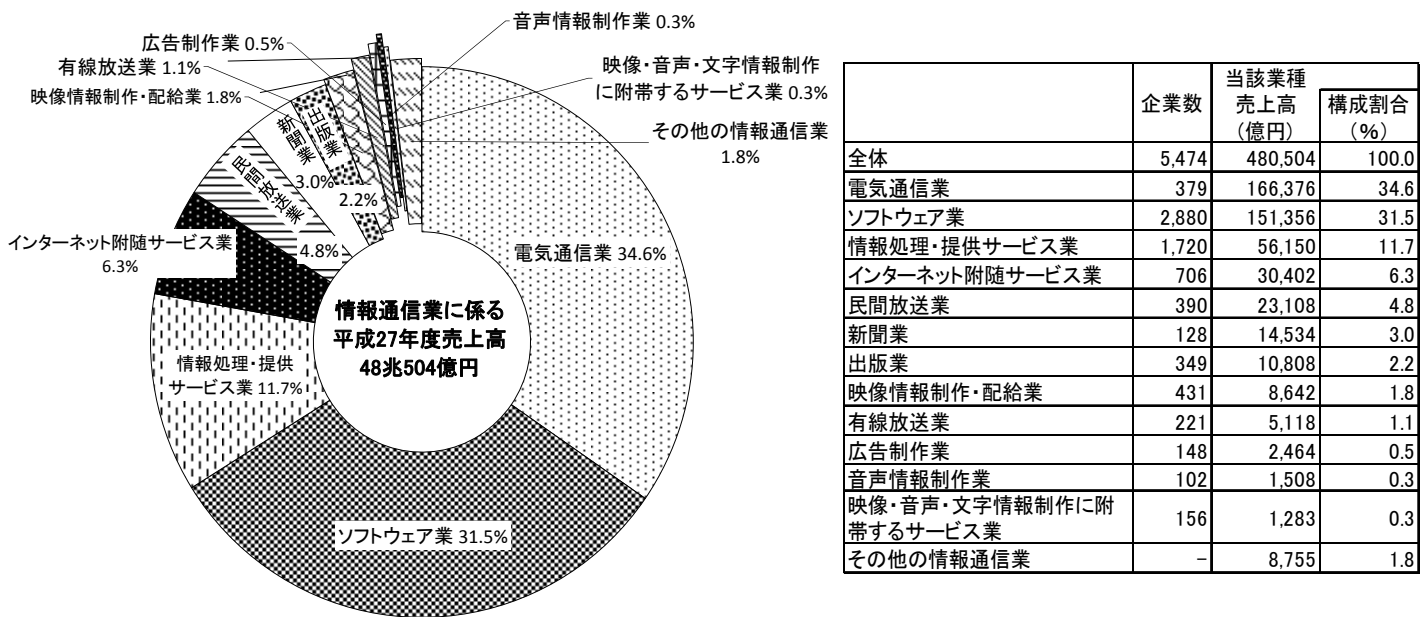 音声情報制作業 0.3%
広告制作業 0.5%
有線放送業 1.1%
映像情報制作・配給業 1.8%
映像・音声・文字情報制作
に附帯するサービス業 0.3%
その他の情報通信業
1.8%
新聞業
3.0%
出版業
2.2%
民間放送業
4.8%
インターネット附随サービス業
6.3%
電気通信業 34.6%
情報通信業に係る
平成27年度売上高
48兆504億円
情報処理・提供
サービス業 11.7%
ソフトウェア業 31.5%
企業数 当該業種売上高(億円) 構成割合(%)
全体 5,474 480,504 100.0
電気通信業 379 166,376 34.6
ソフトウェア業 2,880 151,356 31.5
情報処理・提供サービス業 1,720 56,150 11.7
インターネット附随サービス業 706 30,402 6.3
民間放送業 390 23,108 4.8
新聞業 128 14,534 3.0
出版業 349 10,808 2.2
映像情報制作・配給業 431 8,642 1.8
有線放送業 221 5,118 1.1
広告制作業 148 2,464 0.5
音声情報制作業 102 1,508 0.3
映像・音声・文字情報制作に附
帯するサービス業 156 1,283 0.3
その他の情報通信業 − 8,755 1.8